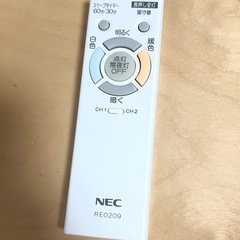 スリープタイマー
60分/30分
長押し全灯
留守番
明るく
白色
暖色
点灯
常夜灯
OFF
暗く
CH1 CH2
NEC
RE0209